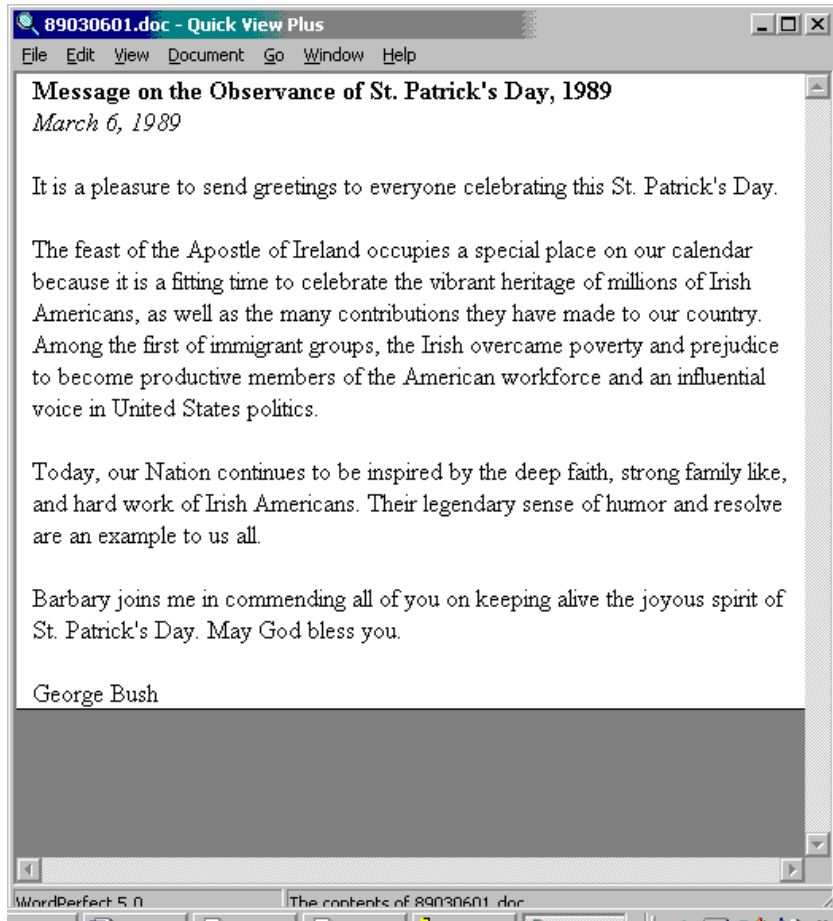 89030601.doc - Quick View Plus
File Edit View Document Go Window Help
Message on the Observance of St. Patrick's Day, 1989
March 6, 1989
It is a pleasure to send greetings to everyone celebrating this St. Patrick's Day.
The feast of the Apostle of Ireland occupies a special place on our calendar
because it is a fitting time to celebrate the vibrant heritage of millions of Irish
Americans, as well as the many contributions they have made to our country.
Among the first of immigrant groups, the Irish overcame poverty and prejudice
to become productive members of the American workforce and an influential
voice in United States politics.
Today, our Nation continues to be inspired by the deep faith, strong family like,
and hard work of Irish Americans. Their legendary sense of humor and resolve
are an example to us all.
Barbary joins me in commending all of you on keeping alive the joyous spirit of
St. Patrick's Day. May God bless you.
George Bush
WordPerfect 5.0 The contents of 89030601.doc